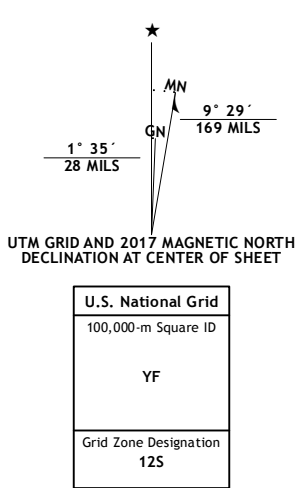 ★
MN
GN
9° 29´
169 MILS
1° 35´
28 MILS
UTM GRID AND 2017 MAGNETIC NORTH
DECLINATION AT CENTER OF SHEET
U.S. National Grid
100,000-m Square ID
YF
Grid Zone Designation
12S